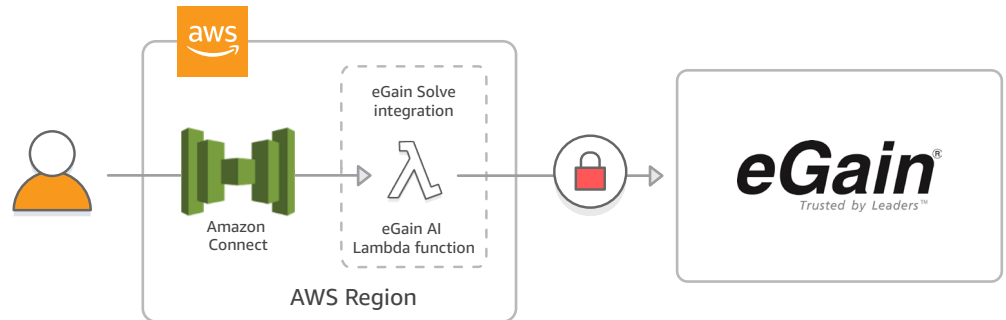 aws
eGain Solve
integration
Amazon
Connect
eGain AI
Lambda function
AWS Region
eGain®
Trusted by Leaders™